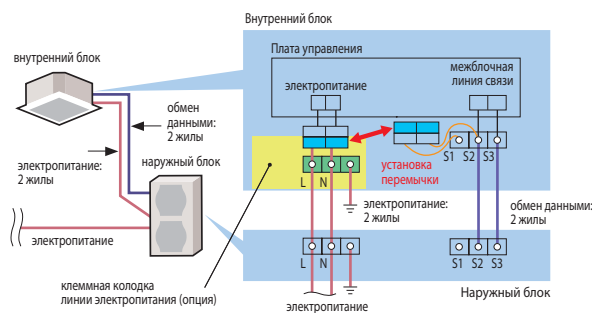 Внутренний блок
Плата управления
внутренний блок
электропитание
межблочная
линия связи
обмен
данными:
2 жилы
S1 S2 S3
электропитание:
2 жилы
наружный блок
установка
перемычки
L N
электропитание:
2 жилы
обмен данными:
2 жилы
электропитание
L N
S1 S2 S3
клеммная колодка
линии электропитания (опция)
Наружный блок
электропитание